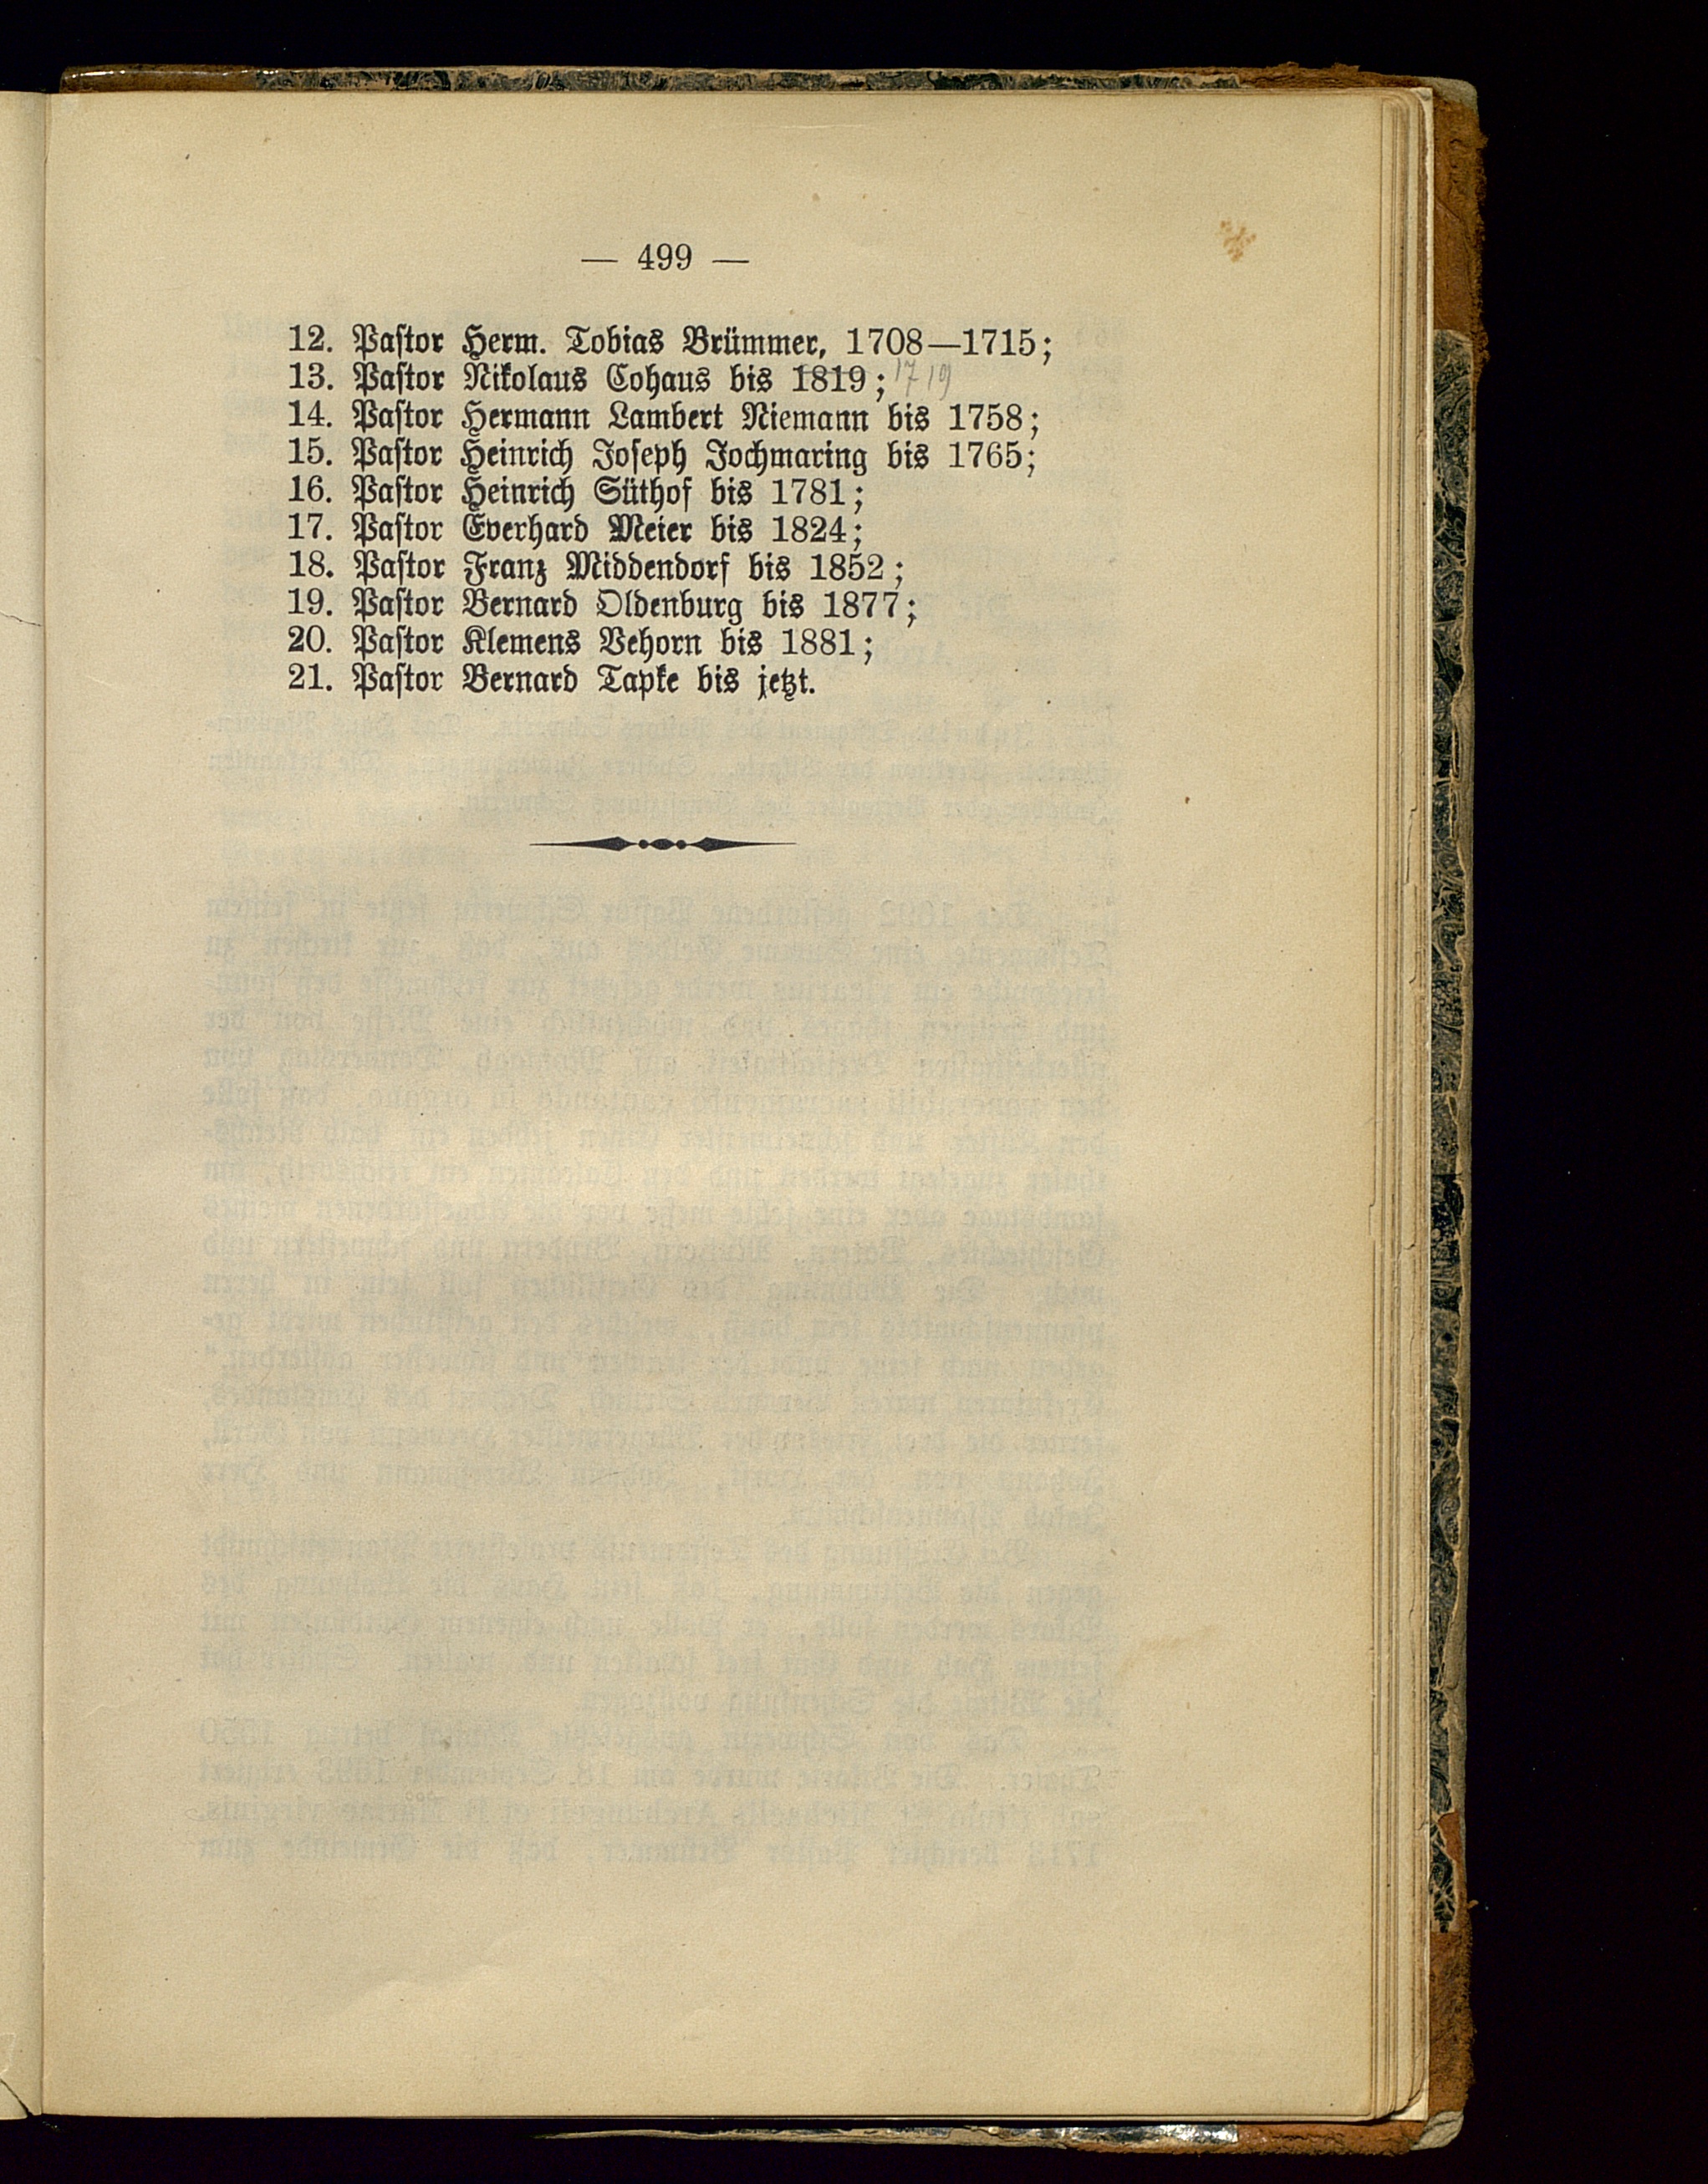 — 499 —
12. Pastor Herm. Tobias Brümmer, 1708—1715;
13. Pastor Nikolaus Cohaus bis 1819; 1719
14. Pastor Hermann Lambert Niemann bis 1758;
15. Pastor Heinrich Joseph Jochmaring bis 1765;
16. Pastor Heinrich Süthof bis 1781;
17. Pastor Everhard Meier bis 1824;
18. Pastor Franz Middendorf bis 1852;
19. Pastor Bernard Oldenburg bis 1877;
20. Pastor Klemens Vehorn bis 1881;
21. Pastor Bernard Tapke bis jetzt.